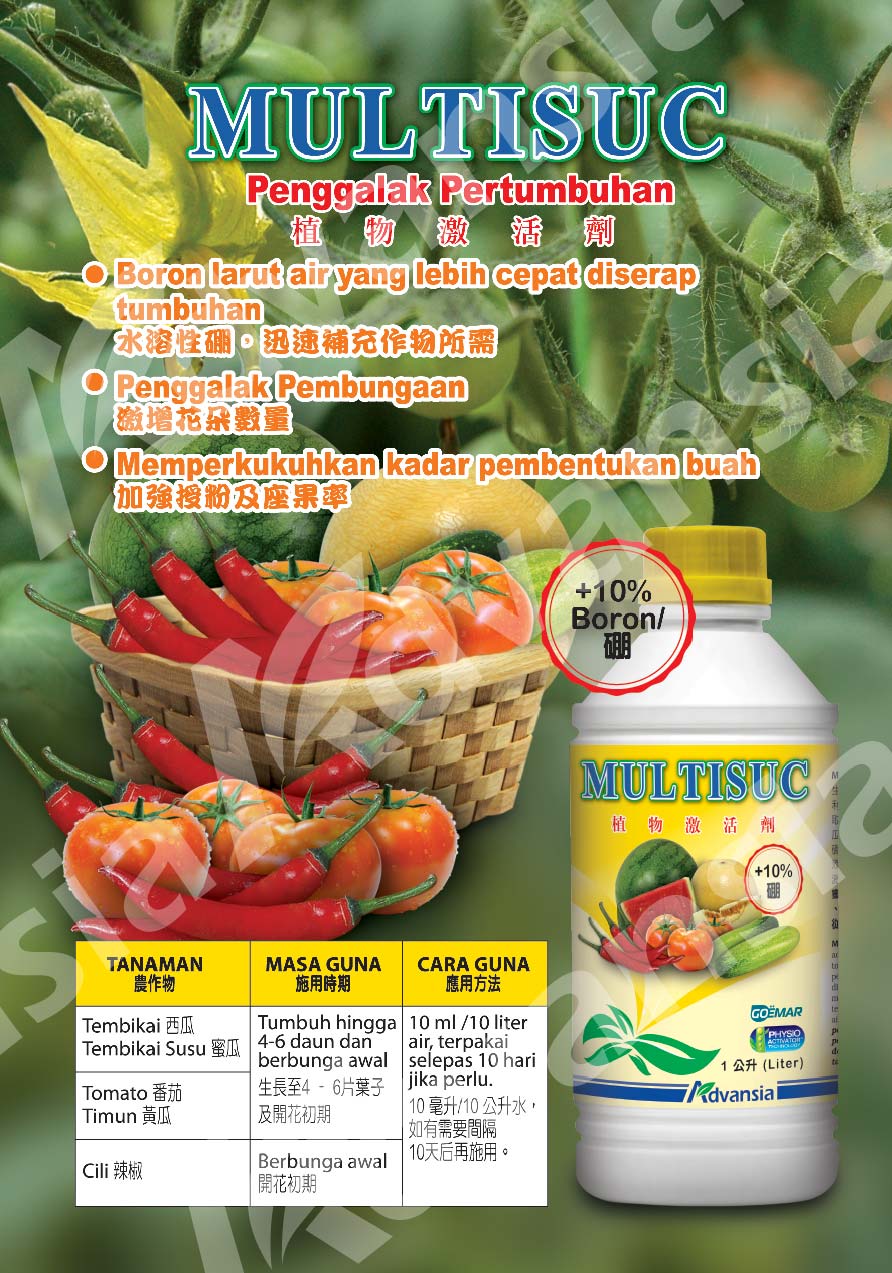 MULTISUC
Penggalak Pertumbuhan
植物激活劑
Boron larut air yang lebih cepat diserap
tumbuhan
水溶性硼。迅速補充作物所需
Penggalak Pembungaan
激增花朵數量
Memperkukuhkan kadar pembentukan buah
加強授粉及座果率
+10%
Boron/
硼
MULTISUC
植物激活劑
+10%
硼
GOËMAR
PHYSIO
ACTIVATOR
TECHNOLOGY
1 公升 (Liter)
Advansia
TANAMAN
農作物
MASA GUNA
施用時期
CARA GUNA
應用方法
Tembikai 西瓜
Tembikai Susu 蜜瓜
Tomato 番茄
Timun 黃瓜
Tumbuh hingga
4-6 daun dan
berbunga awal
生長至4 - 6片葉子
及開花初期
10 ml /10 liter
air, terpakai
selepas 10 hari
jika perlu.
10 毫升/10 公升水，
如有需要間隔
10天后再施用。
Cili 辣椒
Berbunga awal
開花初期